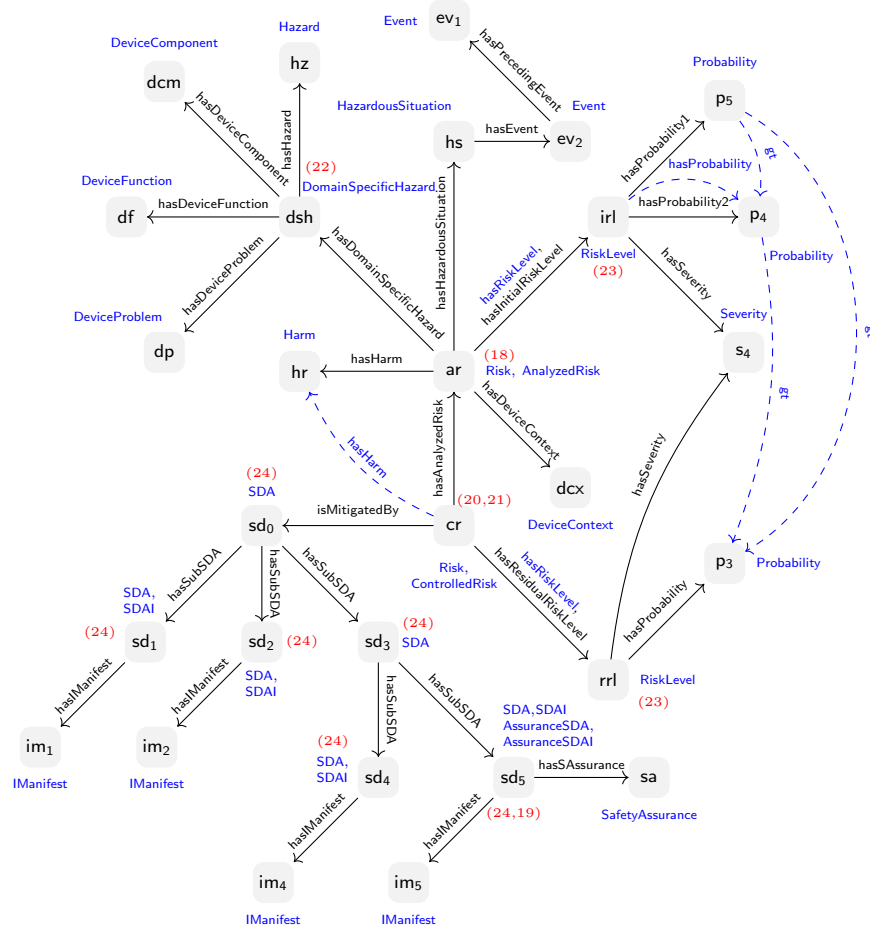 Event
ev1
Hazard
DeviceComponent
hz
dcm
hasPrecedingEvent
Probability
p5
HazardousSituation
Event
hasDeviceComponent
hasHazard
hs
hasEvent
ev2
hasProbability1
gt
(22)
hasProbability
DeviceFunction
DomainSpecificHazard
df
hasDeviceFunction
dsh
irl
hasProbability2
p4
hasHazardousSituation
hasDomainSpecificHazard
hasRiskLevel,
hasInitialRiskLevel
RiskLevel
(23)
Probability
hasDeviceProblem
hasSeverity
DeviceProblem
dp
Harm
Severity
s4
hr
hasHarm
ar
(18)
Risk, AnalyzedRisk
gt
hasDeviceContext
hasAnalyzedRisk
hasHarm
hasSeverity
(24)
SDA
dcx
(20,21)
DeviceContext
sd0
isMitigatedBy
cr
Risk,
ControlledRisk
p3
Probability
hasSubSDA
hasSubSDA
hasSubSDA
hasRiskLevel,
hasResidualRiskLevel
hasProbability
SDA,
SDAI
(24)
sd1
sd2
(24)
(24)
sd3
SDA
SDA,
SDAI
rrl
RiskLevel
(23)
hasIManifest
hasIManifest
hasSubSDA
hasSubSDA
SDA,SDAI
AssuranceSDA,
AssuranceSDAI
im1
im2
(24)
SDA,
SDAI
sd4
sd5
hasSAssurance
sa
IManifest
IManifest
(24,19)
SafetyAssurance
hasIManifest
hasIManifest
im4
im5
IManifest
IManifest